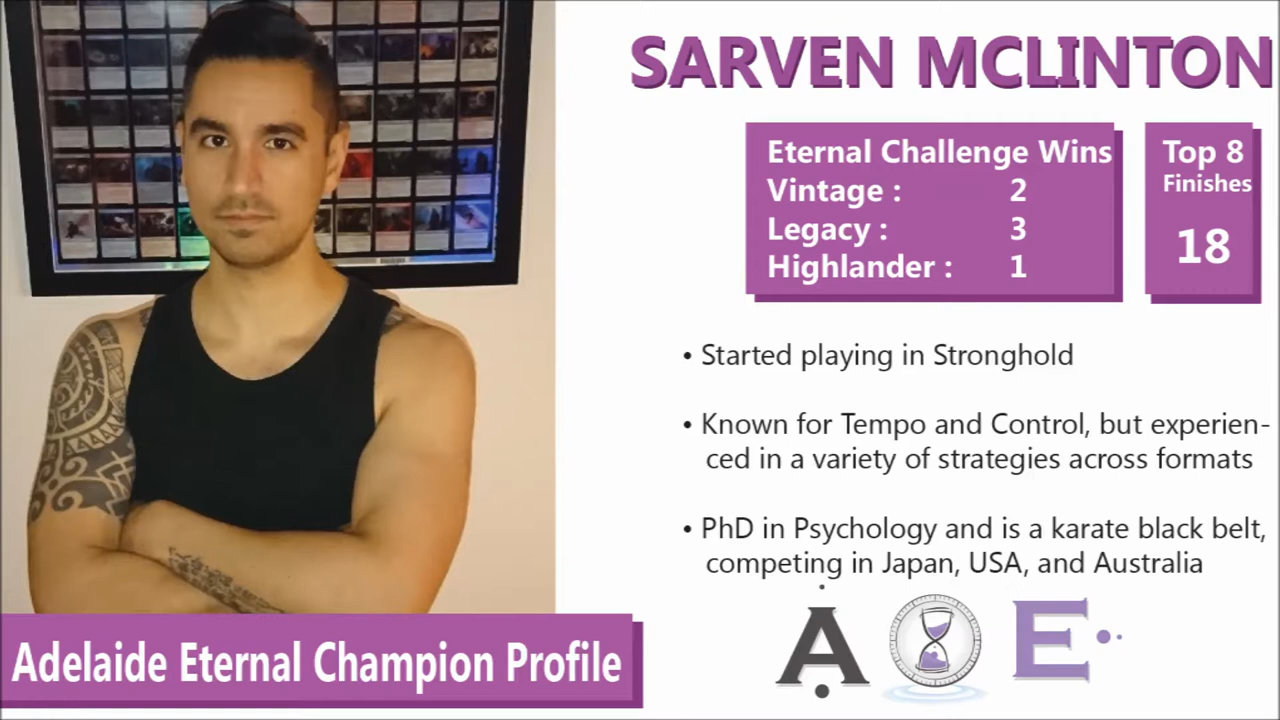 SARVEN MCLINTON
Eternal Challenge Wins
Vintage : 2
Legacy : 3
Highlander : 1
Top 8
Finishes
18
• Started playing in Stronghold
• Known for Tempo and Control, but experien-
ced in a variety of strategies across formats
• PhD in Psychology and is a karate black belt,
competing in Japan, USA, and Australia
Adelaide Eternal Champion Profile
A E